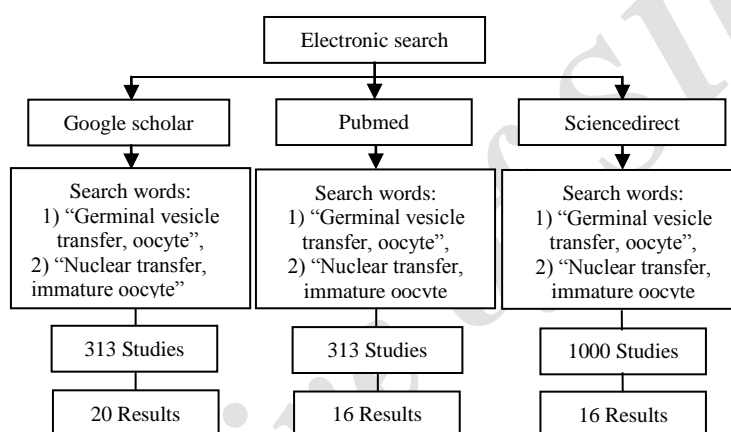 Electronic search
Google scholar
Pubmed
Sciencedirect
Search words:
1) “Germinal vesicle
transfer, oocyte”,
2) “Nuclear transfer,
immature oocyte”
Search words:
1) “Germinal vesicle
transfer, oocyte”,
2) “Nuclear transfer,
immature oocyte
Search words:
1) “Germinal vesicle
transfer, oocyte”,
2) “Nuclear transfer,
immature oocyte
313 Studies
313 Studies
1000 Studies
20 Results
16 Results
16 Results